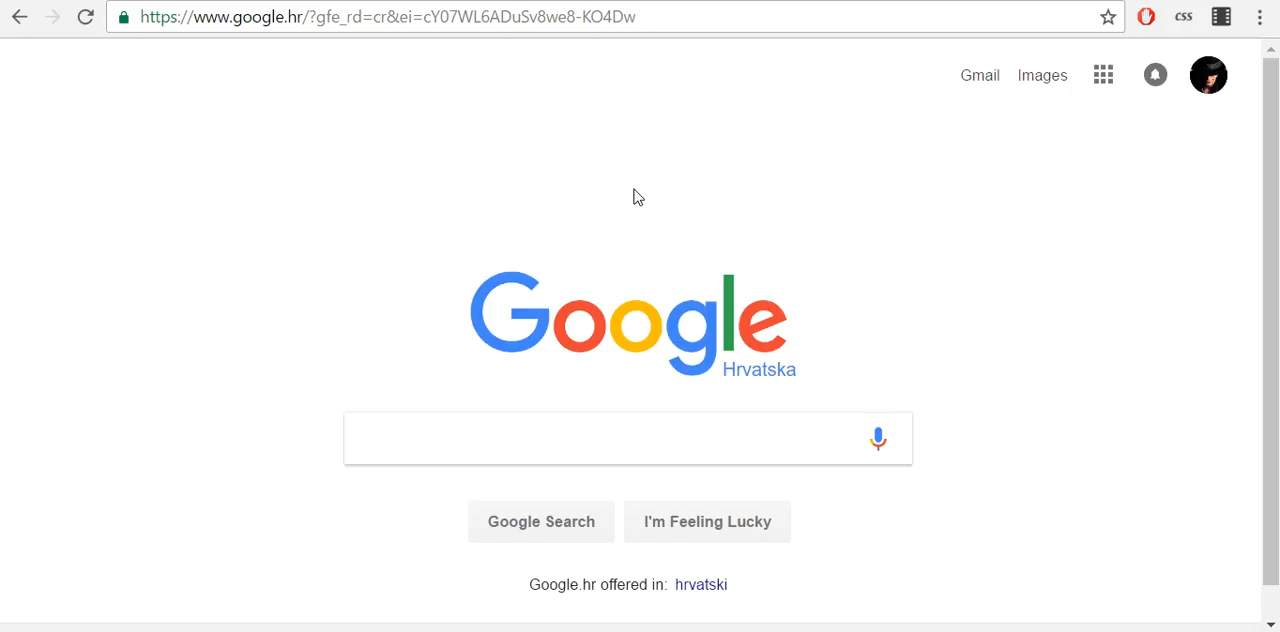 https://www.google.hr/?gfe_rd=cr&ei=cY07WL6ADuSv8we8-KO4Dw
CSS
Gmail Images
Google
Hrvatska
Google Search I'm Feeling Lucky
Google.hr offered in: hrvatski